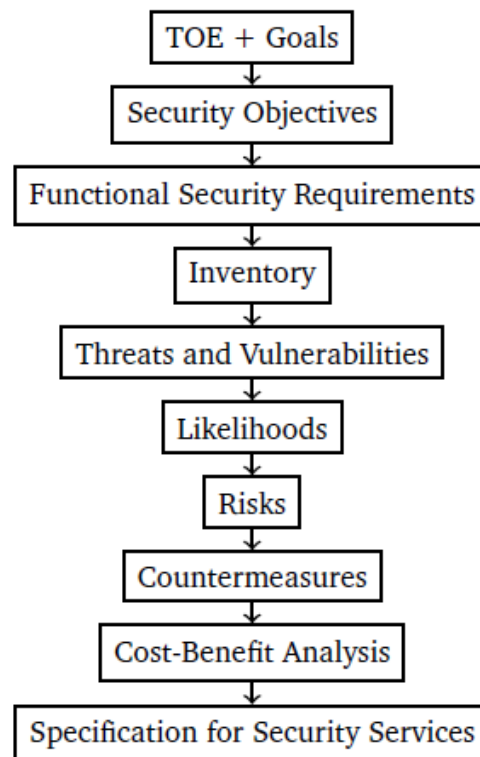 TOE + Goals
Security Objectives
Functional Security Requirements
Inventory
Threats and Vulnerabilities
Likelihoods
Risks
Countermeasures
Cost-Benefit Analysis
Specification for Security Services